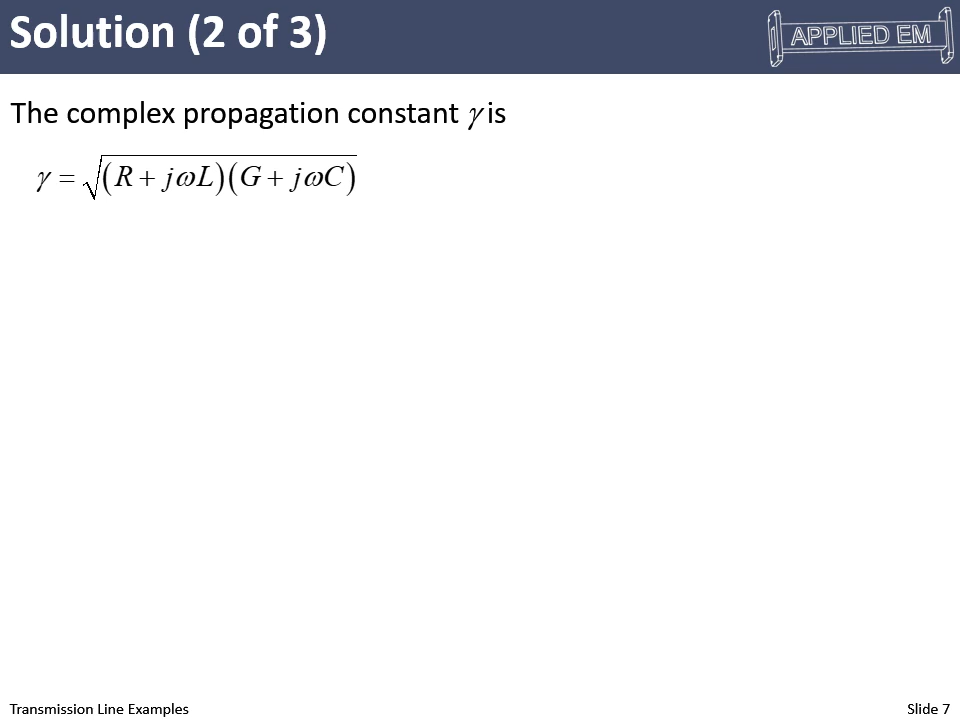 Solution (2 of 3)
APPLIED EM
The complex propagation constant γ is
γ = √(R + jωL)(G + jωC)
Transmission Line Examples
Slide 7